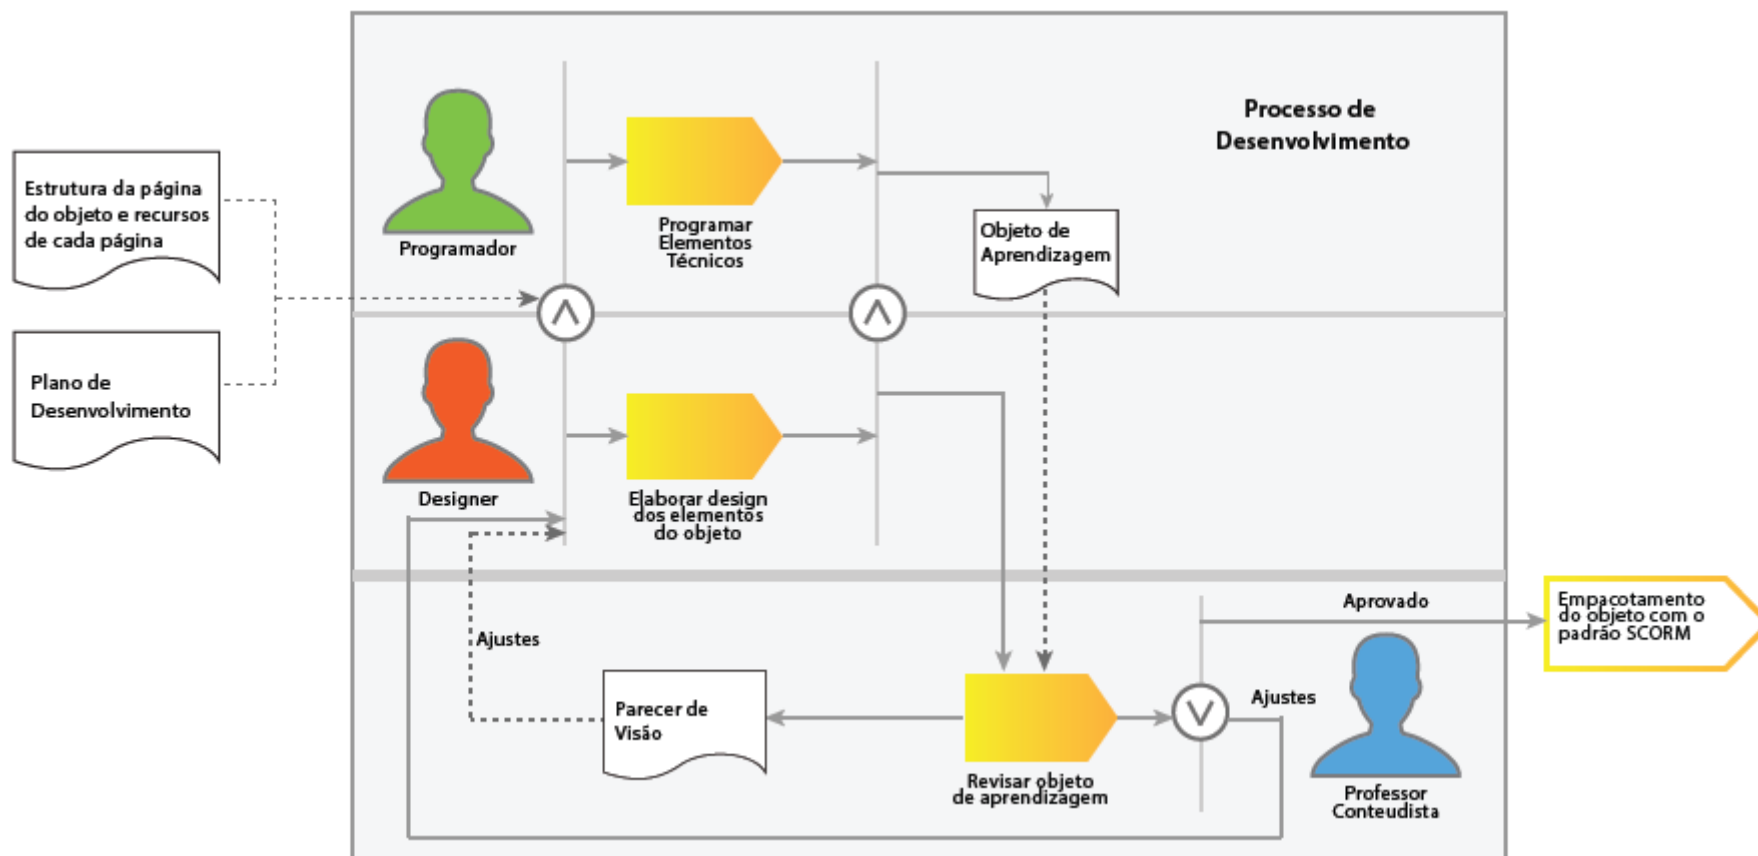 Processo de
Desenvolvimento
Estrutura da página
do objeto e recursos
de cada página
Programador
Programar
Elementos
Técnicos
Objeto de
Aprendizagem
Plano de
Desenvolvimento
Designer
Elaborar design
dos elementos
do objeto
Aprovado
Empacotamento
do objeto com o
padrão SCORM
Ajustes
Parecer de
Visão
Revisar objeto
de aprendizagem
Ajustes
Professor
Conteudista